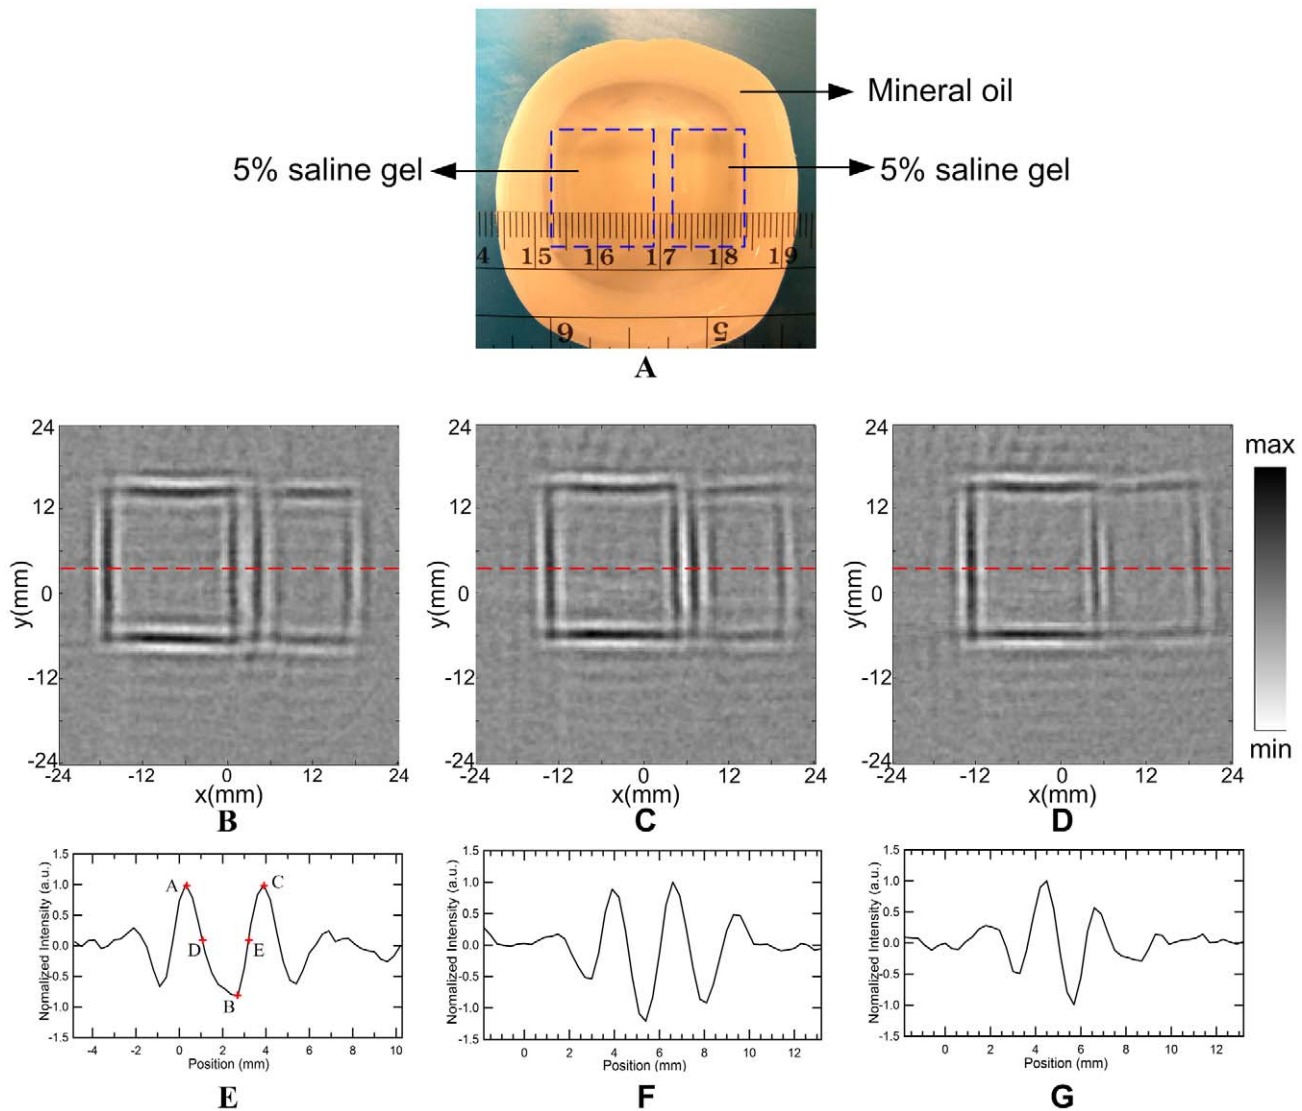 Mineral oil
5% saline gel
5% saline gel
4 15 16 17 18 19
6 5
A
24
12
0
-12
-24
y(mm)
-24 -12 0 12 24
x(mm)
B
24
12
0
-12
-24
y(mm)
-24 -12 0 12 24
x(mm)
C
24
12
0
-12
-24
y(mm)
-24 -12 0 12 24
x(mm)
D
max
min
1.5
1.0
0.5
0.0
-0.5
-1.0
-1.5
Nomalized Intensity (a.u.)
A
C
D
E
B
-4 -2 0 2 4 6 8 10
Position (mm)
E
1.5
1.0
0.5
0.0
-0.5
-1.0
-1.5
Nomalized Intensity (a.u.)
0 2 4 6 8 10 12
Position (mm)
F
1.5
1.0
0.5
0.0
-0.5
-1.0
-1.5
Nomalized Intensity (a.u.)
0 2 4 6 8 10 12
Position (mm)
G